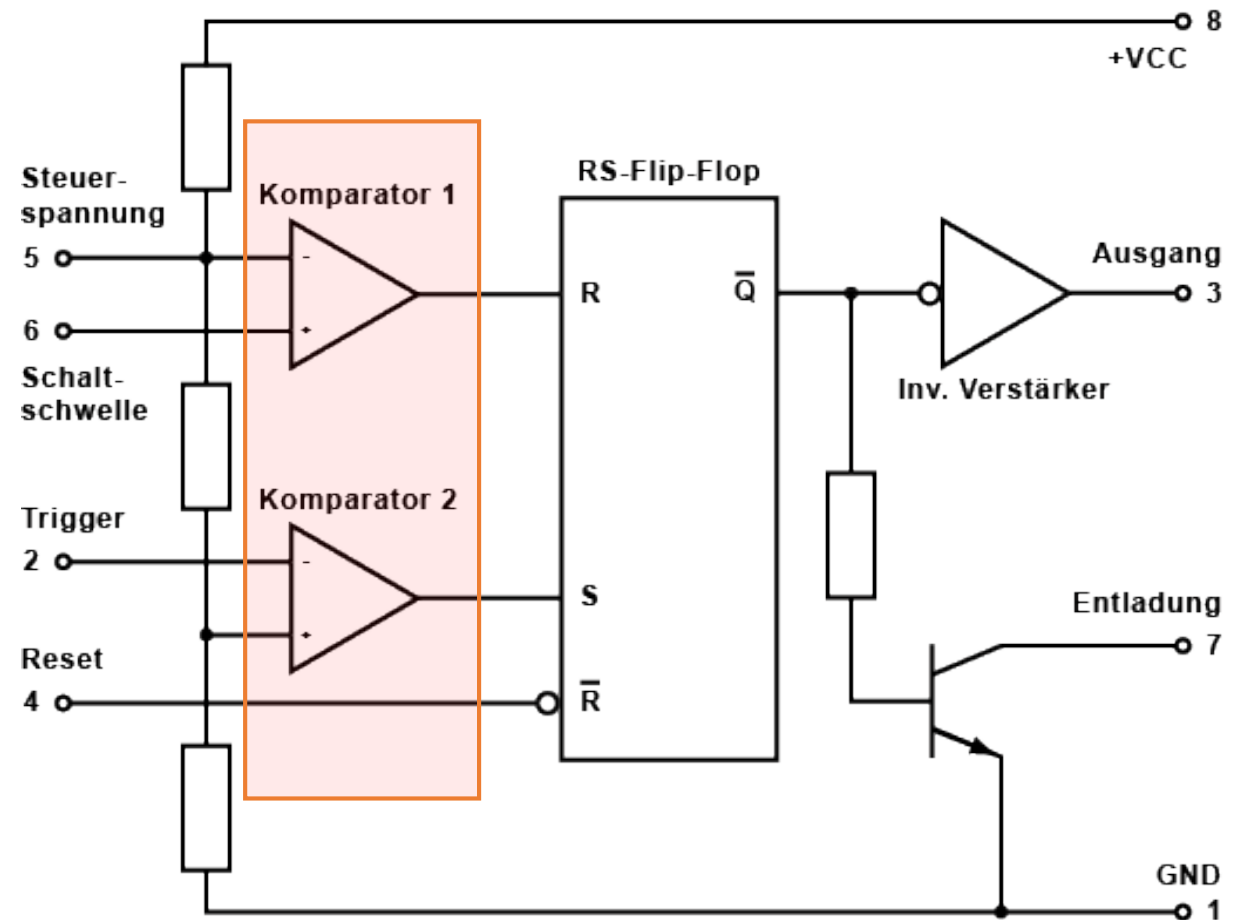 8
+VCC
Steuer-
spannung
5
6
Schalt-
schwelle
Komparator 1
-
+
RS-Flip-Flop
R
Q̅
Ausgang
3
Inv. Verstärker
Trigger
2
Komparator 2
-
+
S
Reset
4
R̅
Entladung
7
GND
1